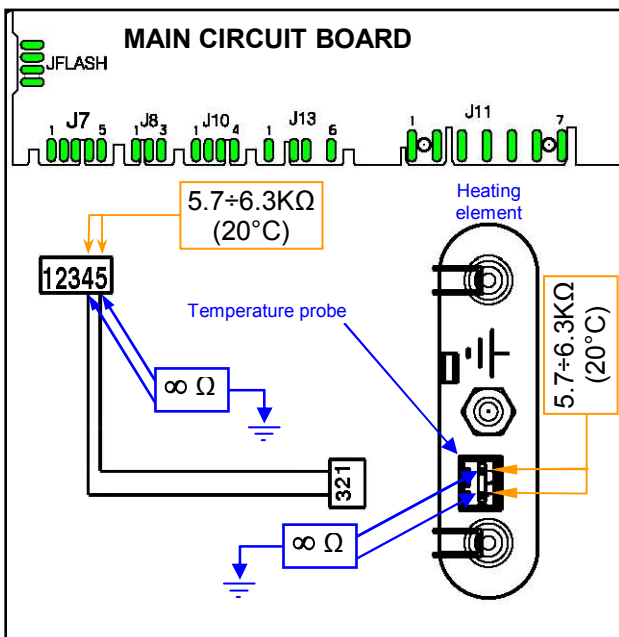 MAIN CIRCUIT BOARD
JFLASH
J7
J8
J10
J13
J11
1 5 1 3 1 4 1 6 1 7
5.7÷6.3KΩ
(20°C)
Heating
element
12345
Temperature probe
5.7÷6.3KΩ
(20°C)
∞ Ω
321
∞ Ω